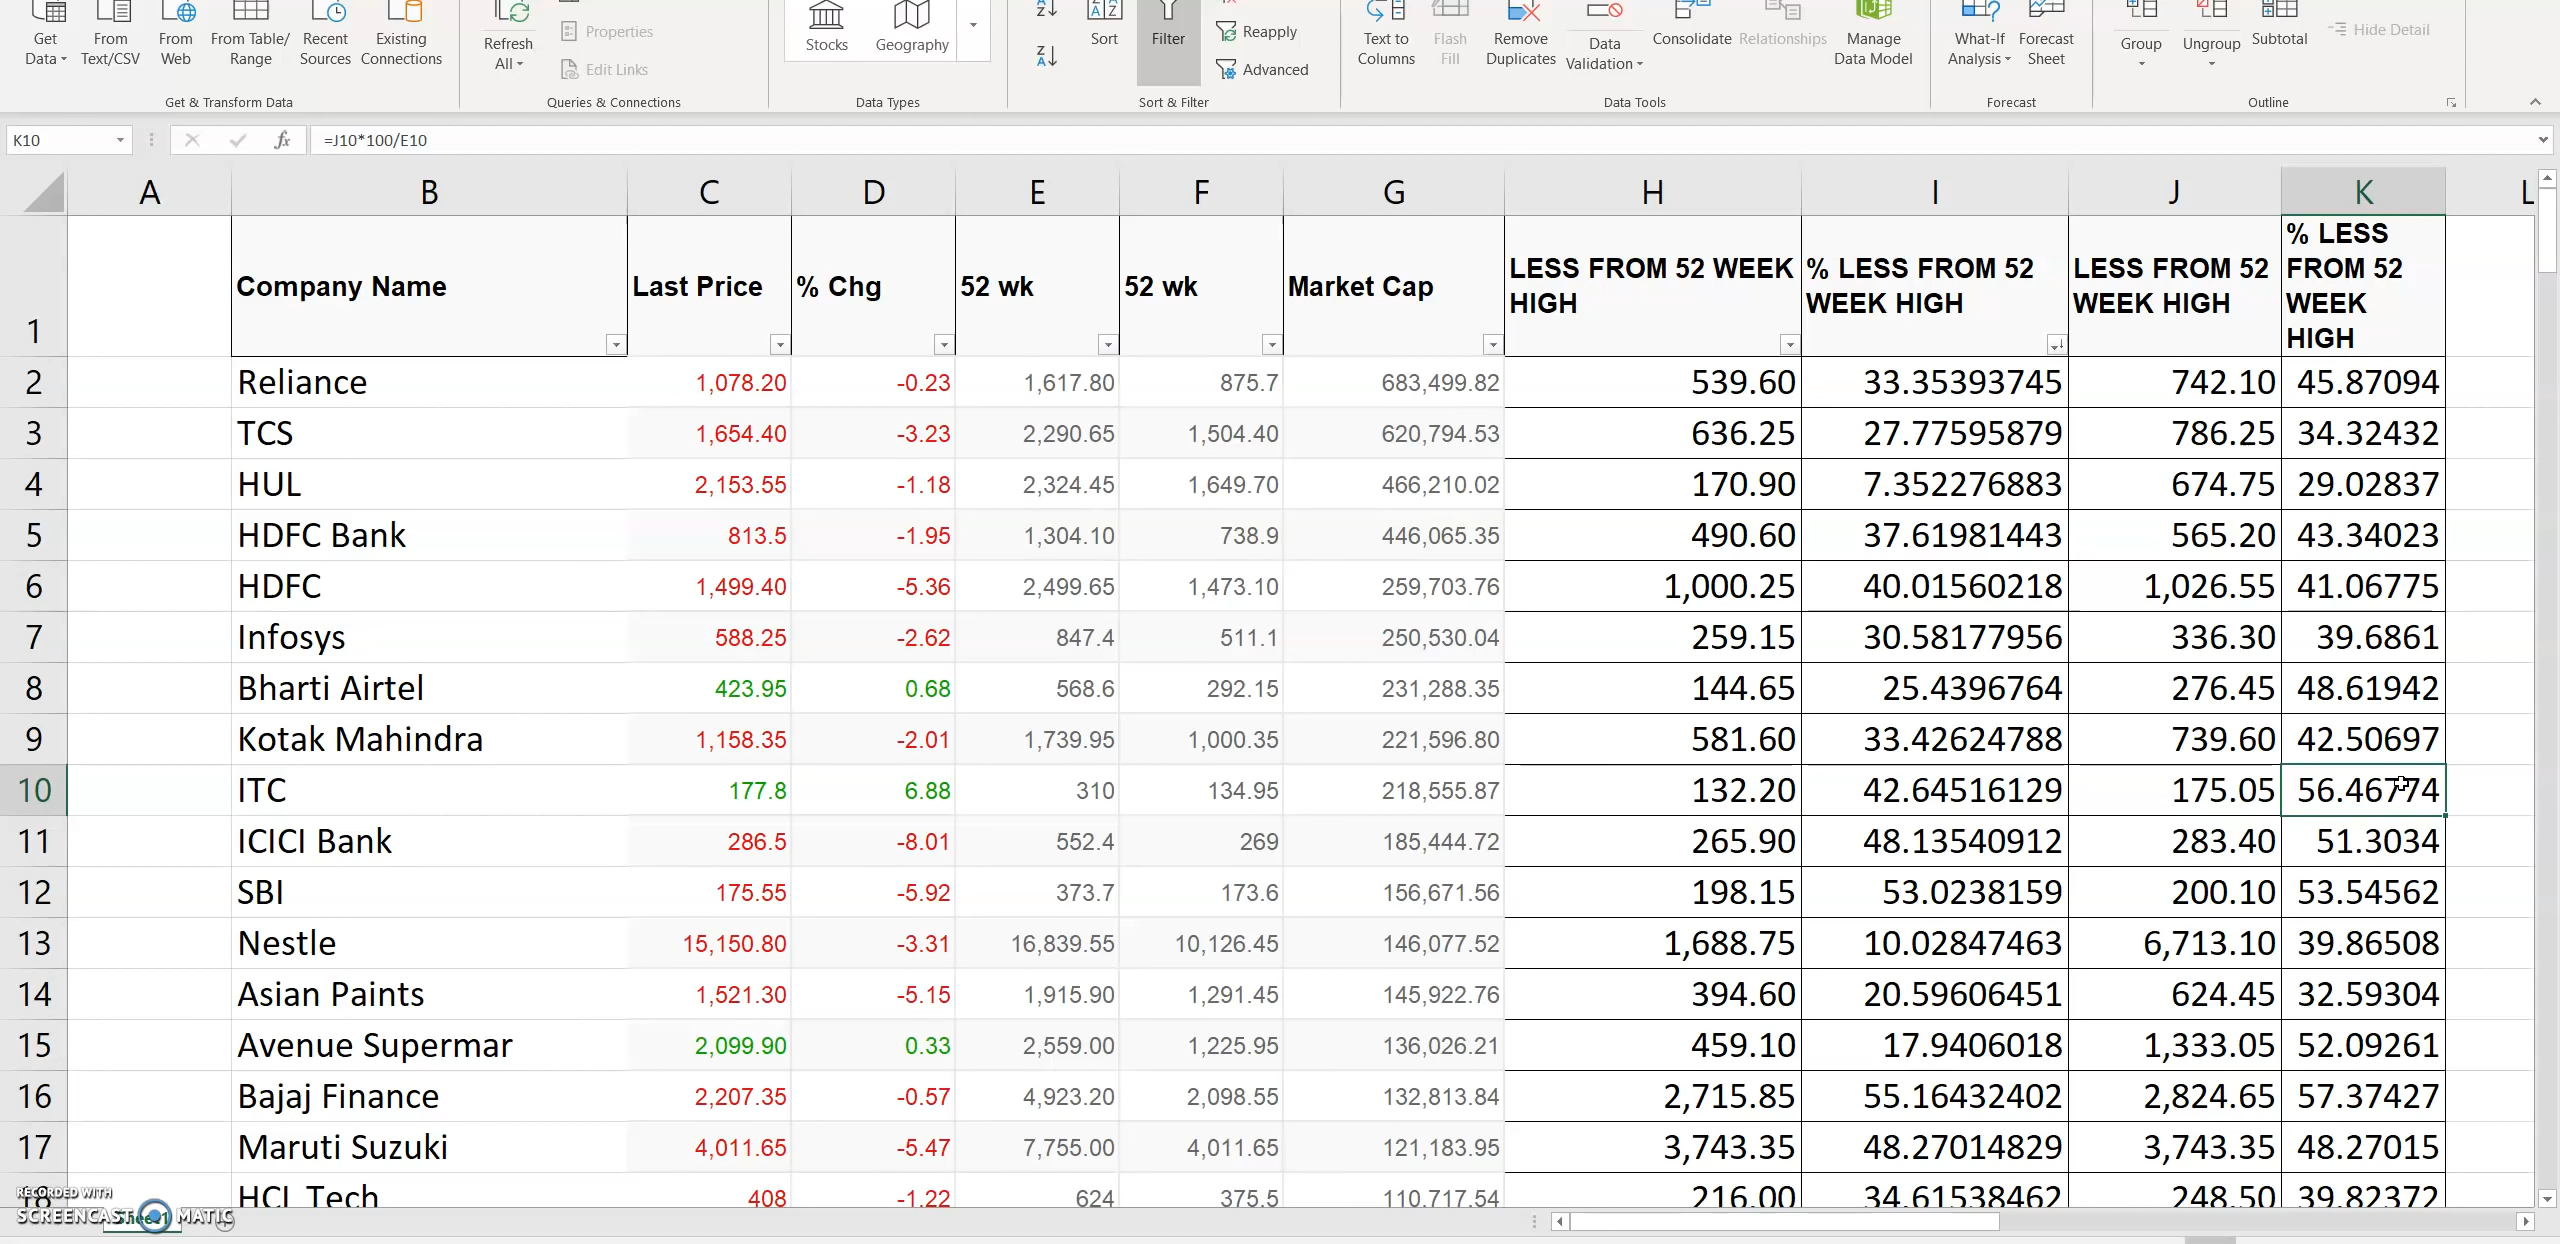 Get Data
From Text/CSV
From Web
From Table/ Range
Recent Sources
Existing Connections
Refresh All
Properties
Edit Links
Stocks
Geography
Sort
Filter
Reapply
Advanced
Text to Columns
Flash Fill
Remove Duplicates
Data Validation
Consolidate
Relationships
Manage Data Model
What-If Analysis
Forecast Sheet
Group
Ungroup
Subtotal
Hide Detail
Get & Transform Data
Queries & Connections
Data Types
Sort & Filter
Data Tools
Forecast
Outline
K10 fx =J10*100/E10
A B C D E F G H I J K L
1 Company Name Last Price % Chg 52 wk 52 wk Market Cap LESS FROM 52 WEEK HIGH % LESS FROM 52 WEEK HIGH LESS FROM 52 WEEK HIGH % LESS FROM 52 WEEK HIGH
2 Reliance 1,078.20 -0.23 1,617.80 875.7 683,499.82 539.60 33.35393745 742.10 45.87094
3 TCS 1,654.40 -3.23 2,290.65 1,504.40 620,794.53 636.25 27.77595879 786.25 34.32432
4 HUL 2,153.55 -1.18 2,324.45 1,649.70 466,210.02 170.90 7.352276883 674.75 29.02837
5 HDFC Bank 813.5 -1.95 1,304.10 738.9 446,065.35 490.60 37.61981443 565.20 43.34023
6 HDFC 1,499.40 -5.36 2,499.65 1,473.10 259,703.76 1,000.25 40.01560218 1,026.55 41.06775
7 Infosys 588.25 -2.62 847.4 511.1 250,530.04 259.15 30.58177956 336.30 39.6861
8 Bharti Airtel 423.95 0.68 568.6 292.15 231,288.35 144.65 25.4396764 276.45 48.61942
9 Kotak Mahindra 1,158.35 -2.01 1,739.95 1,000.35 221,596.80 581.60 33.42624788 739.60 42.50697
10 ITC 177.8 6.88 310 134.95 218,555.87 132.20 42.64516129 175.05 56.46774
11 ICICI Bank 286.5 -8.01 552.4 269 185,444.72 265.90 48.13540912 283.40 51.3034
12 SBI 175.55 -5.92 373.7 173.6 156,671.56 198.15 53.0238159 200.10 53.54562
13 Nestle 15,150.80 -3.31 16,839.55 10,126.45 146,077.52 1,688.75 10.02847463 6,713.10 39.86508
14 Asian Paints 1,521.30 -5.15 1,915.90 1,291.45 145,922.76 394.60 20.59606451 624.45 32.59304
15 Avenue Supermar 2,099.90 0.33 2,559.00 1,225.95 136,026.21 459.10 17.9406018 1,333.05 52.09261
16 Bajaj Finance 2,207.35 -0.57 4,923.20 2,098.55 132,813.84 2,715.85 55.16432402 2,824.65 57.37427
17 Maruti Suzuki 4,011.65 -5.47 7,755.00 4,011.65 121,183.95 3,743.35 48.27014829 3,743.35 48.27015
18 HCL Tech 408 -1.22 624 375.5 110,717.54 216.00 34.61538462 248.50 39.82372
RECORDED WITH
SCREENCAST MATIC